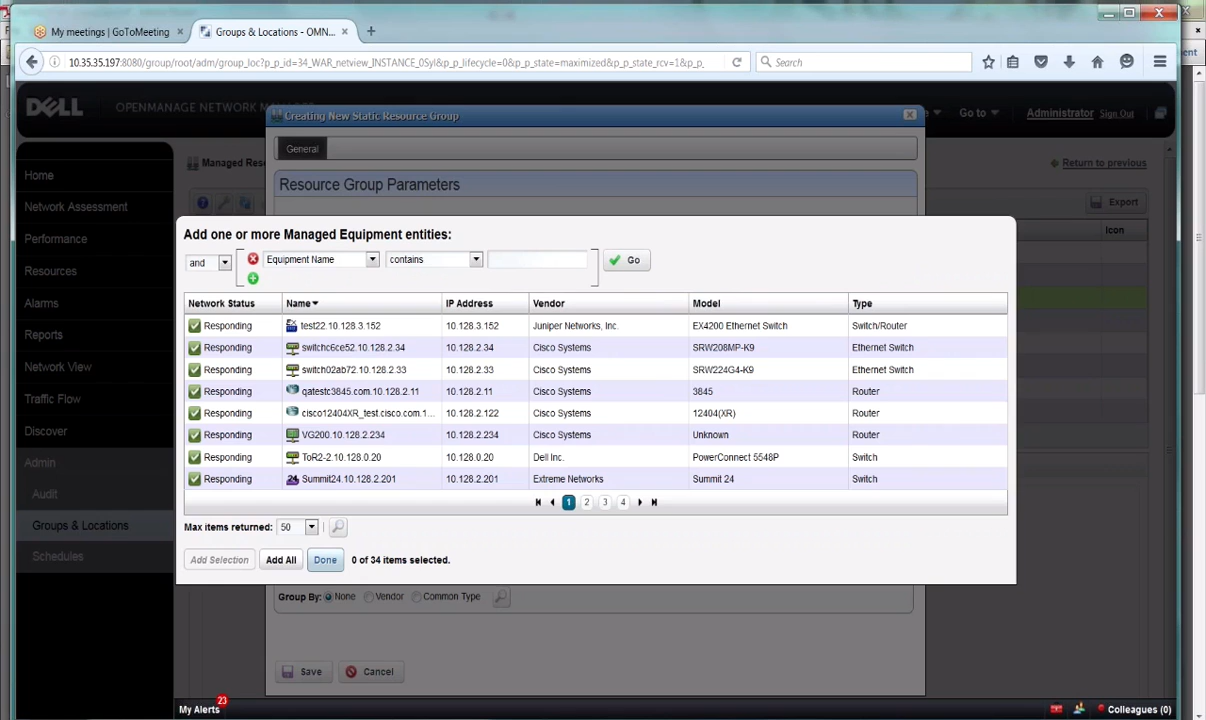 My meetings | GoToMeeting
Groups & Locations - OMN...
10.35.35.197:8080/group/root/adm/group_loc?p_p_id=34_WAR_netview_INSTANCE_0Syl&p_p_lifecycle=0&p_p_state=maximized&p_p_state_rcv=1&p_p_
Search
DELL OPENMANAGE NETWORK MANAGER
Go to
Administrator Sign Out
Creating New Static Resource Group
General
Managed Res
Return to previous
Resource Group Parameters
Export
Icon
Home
Network Assessment
Performance
Resources
Alarms
Reports
Network View
Traffic Flow
Discover
Admin
Audit
Groups & Locations
Schedules
Add one or more Managed Equipment entities:
and Equipment Name contains Go
Network Status Name IP Address Vendor Model Type
Responding test22.10.128.3.152 10.128.3.152 Juniper Networks, Inc. EX4200 Ethernet Switch Switch/Router
Responding switchc6ce52.10.128.2.34 10.128.2.34 Cisco Systems SRW208MP-K9 Ethernet Switch
Responding switch02ab72.10.128.2.33 10.128.2.33 Cisco Systems SRW224G4-K9 Ethernet Switch
Responding qatestc3845.com.10.128.2.11 10.128.2.11 Cisco Systems 3845 Router
Responding cisco12404XR_test.cisco.com.1... 10.128.2.122 Cisco Systems 12404(XR) Router
Responding VG200.10.128.2.234 10.128.2.234 Cisco Systems Unknown Router
Responding ToR2-2.10.128.0.20 10.128.0.20 Dell Inc. PowerConnect 5548P Switch
Responding Summit24.10.128.2.201 10.128.2.201 Extreme Networks Summit 24 Switch
1 2 3 4
Max items returned: 50
Add Selection Add All Done 0 of 34 items selected.
Group By: None Vendor Common Type
Save Cancel
My Alerts 23
Colleagues (0)